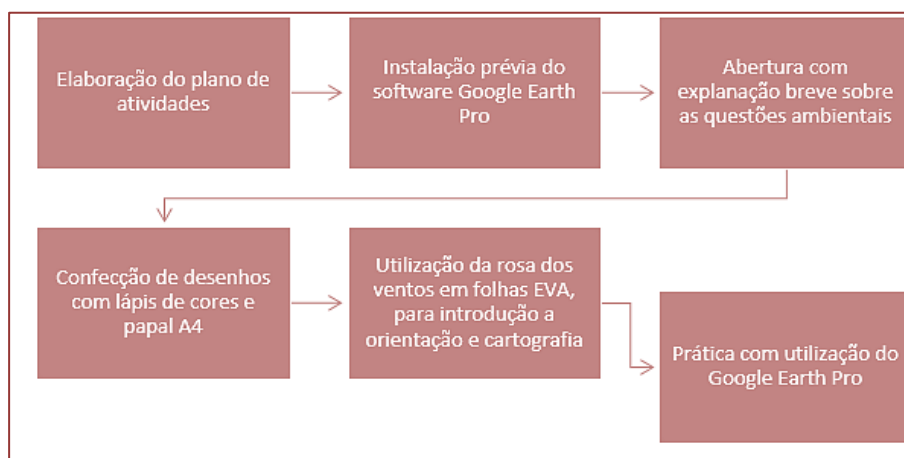 Elaboração do plano de
atividades
Instalação prévia do
software Google Earth
Pro
Abertura com
explanação breve sobre
as questões ambientais
Confecção de desenhos
com lápis de cores e
papal A4
Utilização da rosa dos
ventos em folhas EVA,
para introdução a
orientação e cartografia
Prática com utilização do
Google Earth Pro